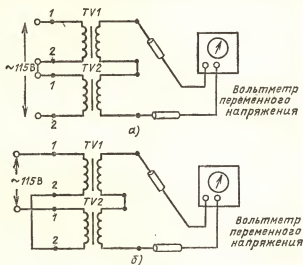 1
TV1
2
~115В
1
TV2
2
а)
Вольтметр
переменного
напряжения
1
TV1
2
~115В
1
TV2
2
б)
Вольтметр
переменного
напряжения